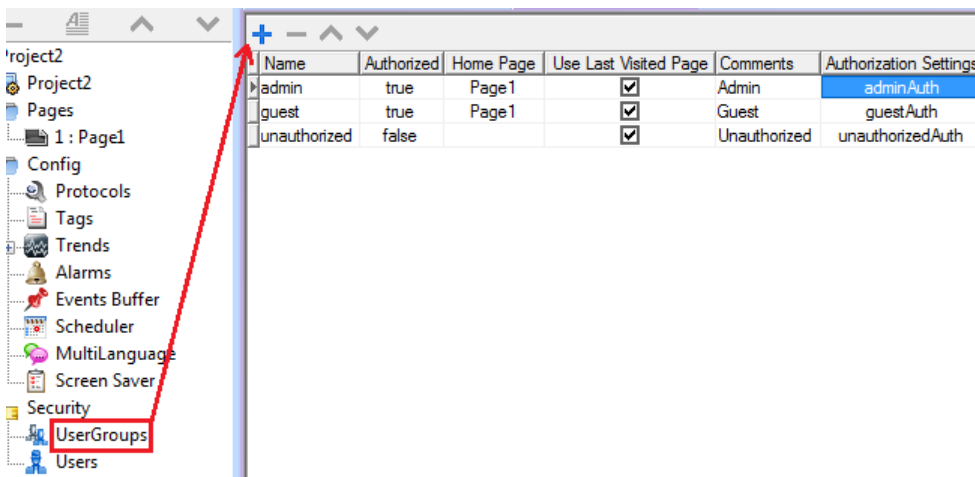 roject2
Project2
Pages
1 : Page1
Config
Protocols
Tags
Trends
Alarms
Events Buffer
Scheduler
MultiLanguage
Screen Saver
Security
UserGroups
Users
Name Authorized Home Page Use Last Visited Page Comments Authorization Settings
admin true Page1 Admin adminAuth
guest true Page1 Guest guestAuth
unauthorized false Unauthorized unauthorizedAuth